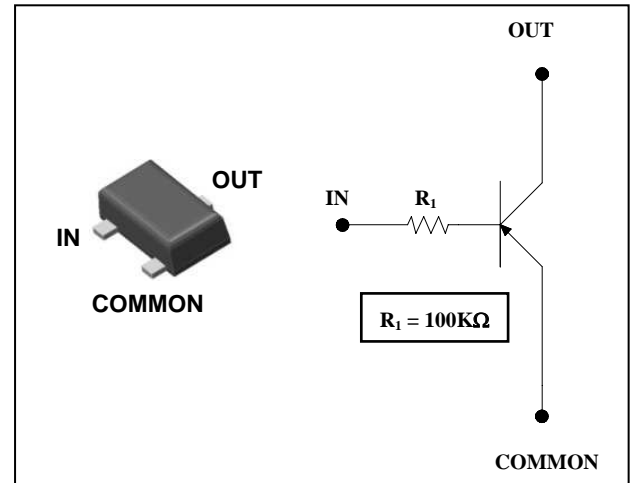 OUT
OUT
IN
R₁
IN
COMMON
R₁ = 100KΩ
COMMON